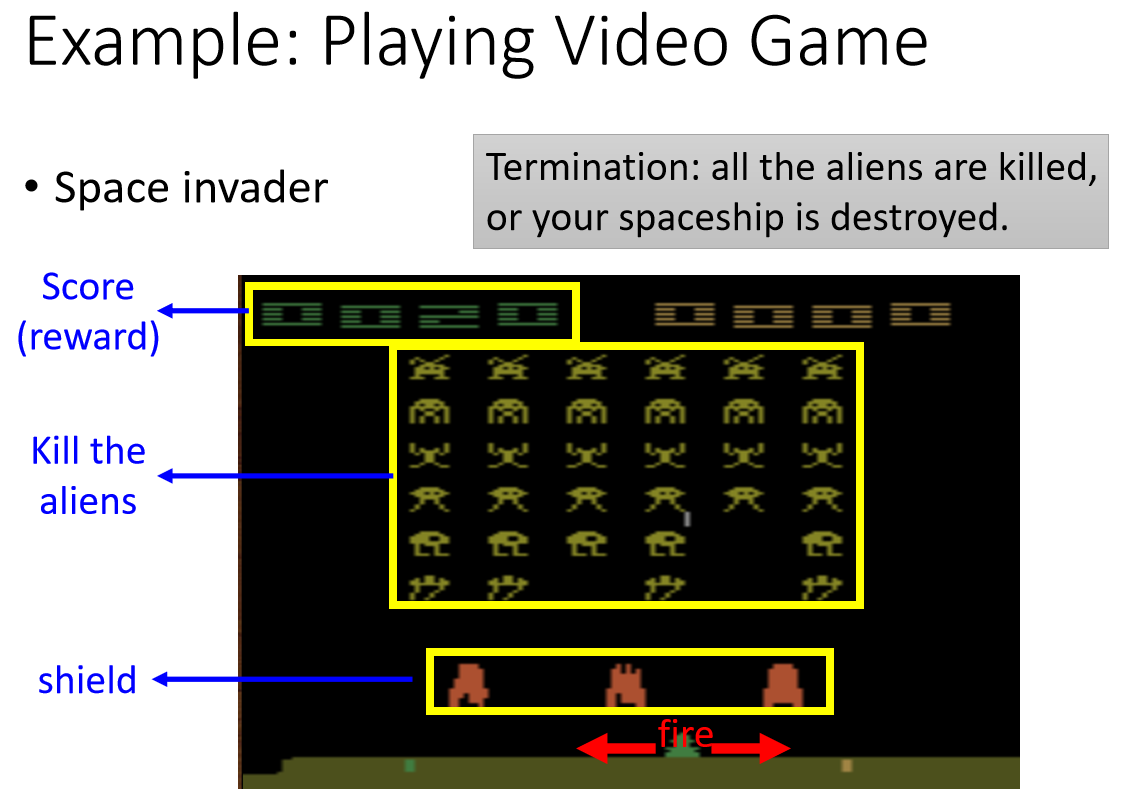 Example: Playing Video Game
• Space invader
Termination: all the aliens are killed,
or your spaceship is destroyed.
Score
(reward)
0020
0000
Kill the
aliens
shield
fire